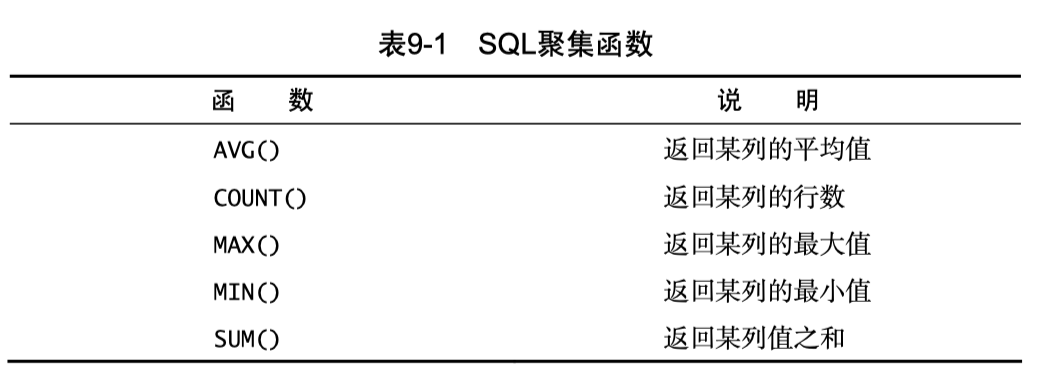 表9-1 SQL聚集函数
函 数 说 明
AVG() 返回某列的平均值
COUNT() 返回某列的行数
MAX() 返回某列的最大值
MIN() 返回某列的最小值
SUM() 返回某列值之和